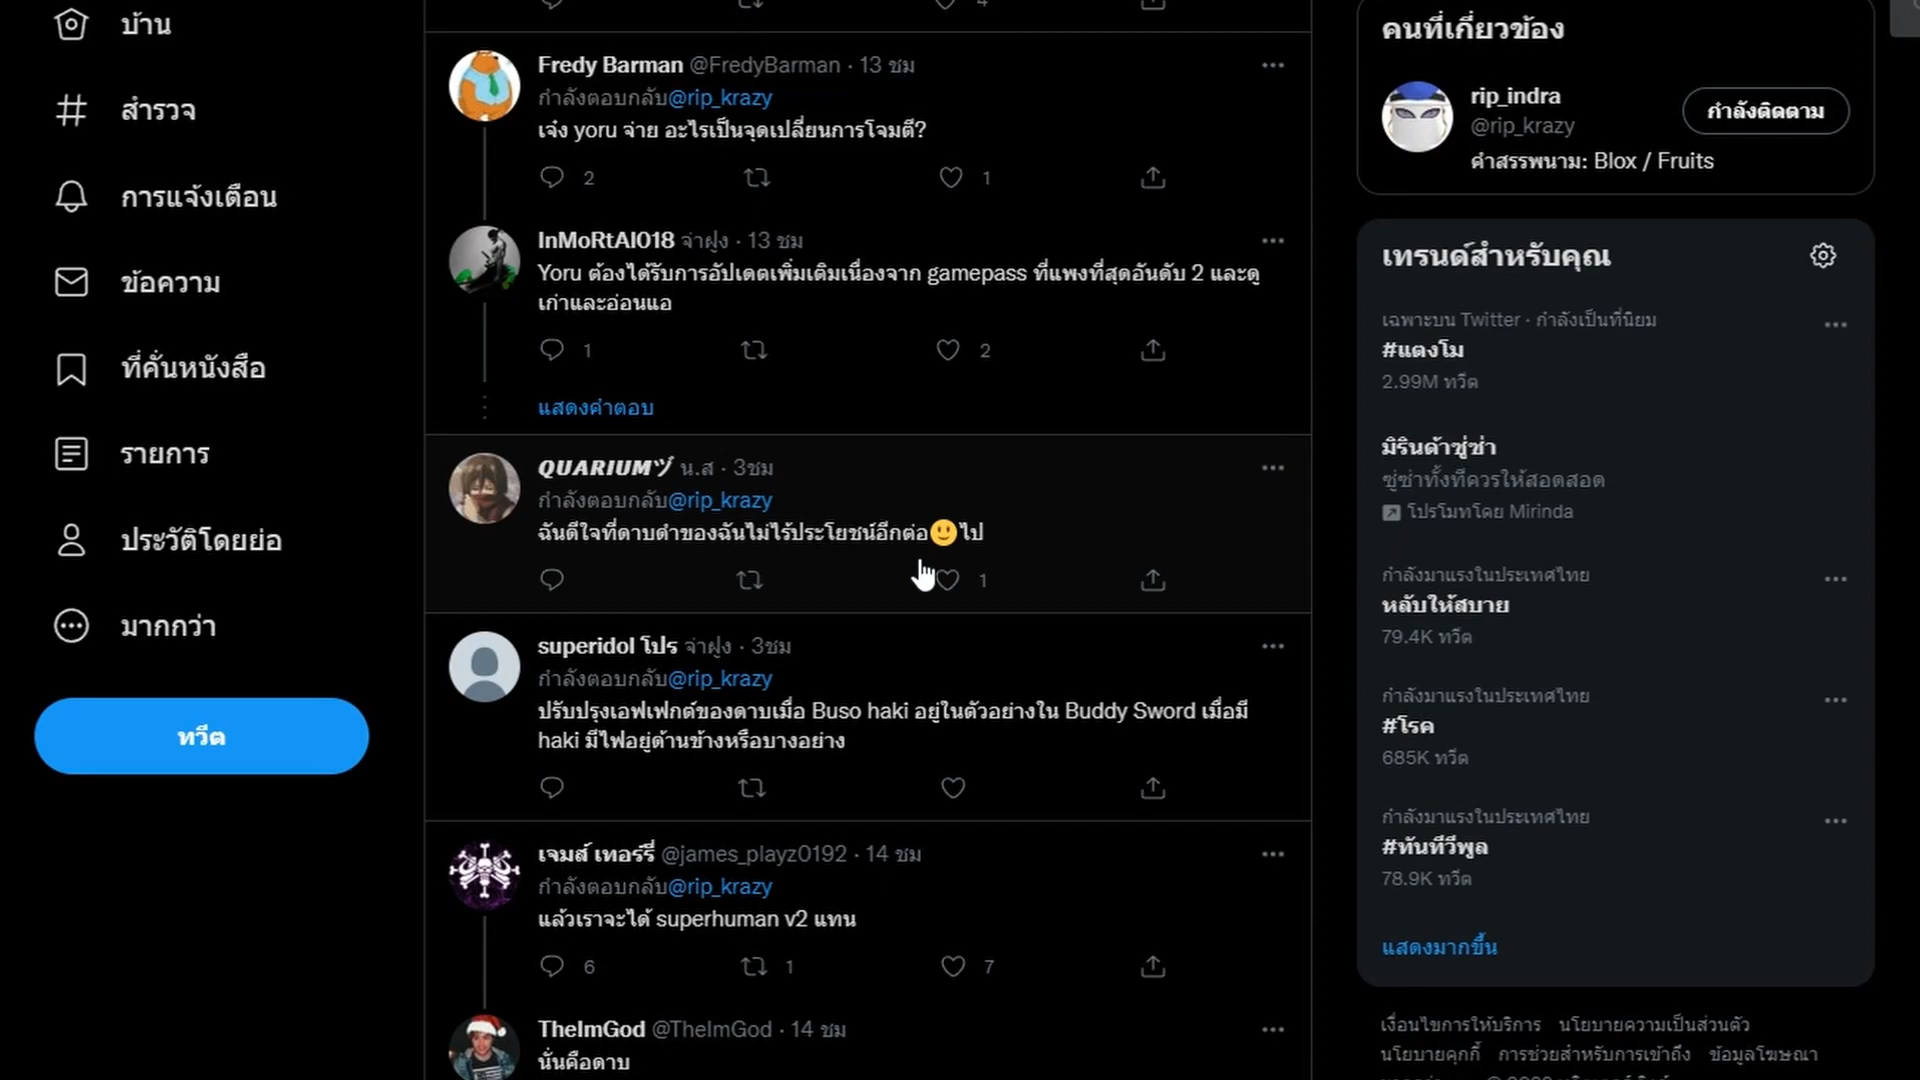 บ้าน
สำรวจ
การแจ้งเตือน
ข้อความ
ที่คั่นหนังสือ
รายการ
ประวัติโดยย่อ
มากกว่า
ทวีต
4
Fredy Barman @FredyBarman · 13 ชม
กำลังตอบกลับ@rip_krazy
เจ๋ง yoru จ่าย อะไรเป็นจุดเปลี่ยนการโจมตี?
2 1
InMoRtAl018 จ่าฝูง · 13 ชม
Yoru ต้องได้รับการอัปเดตเพิ่มเติมเนื่องจาก gamepass ที่แพงที่สุดอันดับ 2 และดู
เก่าและอ่อนแอ
1 2
แสดงคำตอบ
QUARIUMヅ น.ส · 3ชม
กำลังตอบกลับ@rip_krazy
ฉันดีใจที่ดาบดำของฉันไม่ไร้ประโยชน์อีกต่อ🙂ไป
1
superidol โปร จ่าฝูง · 3ชม
กำลังตอบกลับ@rip_krazy
ปรับปรุงเอฟเฟกต์ของดาบเมื่อ Buso haki อยู่ในตัวอย่างใน Buddy Sword เมื่อมี
haki มีไฟอยู่ด้านข้างหรือบางอย่าง
เจมส์ เทอร์รี่ @james_playz0192 · 14 ชม
กำลังตอบกลับ@rip_krazy
แล้วเราจะได้ superhuman v2 แทน
6 1 7
TheImGod @TheImGod · 14 ชม
นั่นคือดาบ
คนที่เกี่ยวข้อง
rip_indra
@rip_krazy
กำลังติดตาม
คำสรรพนาม: Blox / Fruits
เทรนด์สำหรับคุณ
เฉพาะบน Twitter · กำลังเป็นที่นิยม
#แตงโม
2.99M ทวีต
มิรินด้าซู่ซ่า
ซู่ซ่าทั้งทีควรให้สอดสอด
โปรโมทโดย Mirinda
กำลังมาแรงในประเทศไทย
หลับให้สบาย
79.4K ทวีต
กำลังมาแรงในประเทศไทย
#โรค
685K ทวีต
กำลังมาแรงในประเทศไทย
#ทันทีวีพูล
78.9K ทวีต
แสดงมากขึ้น
เงื่อนไขการให้บริการ นโยบายความเป็นส่วนตัว
นโยบายคุกกี้ การช่วยสำหรับการเข้าถึง ข้อมูลโฆษณา